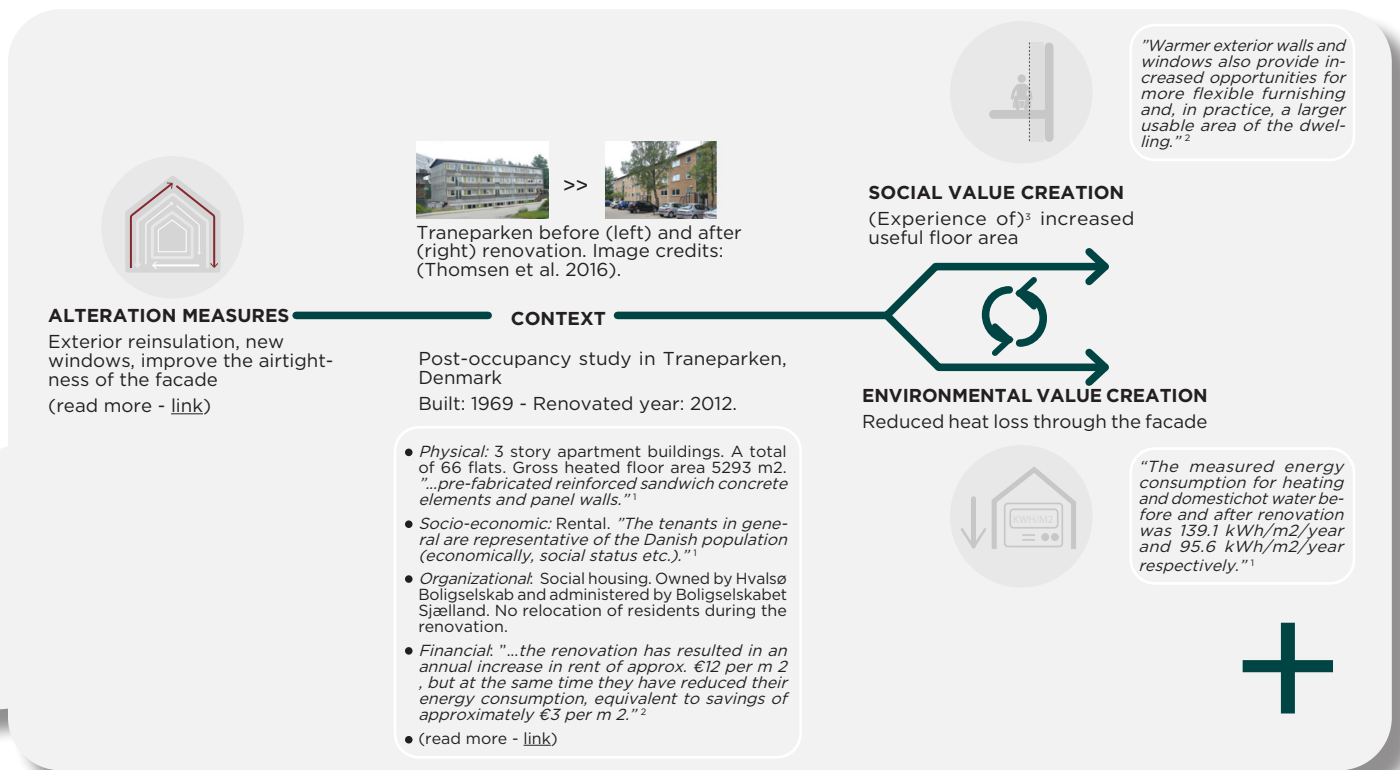 ALTERATION MEASURES
Exterior reinsulation, new
windows, improve the airtight-
ness of the facade
(read more - link)
>>
Traneparken before (left) and after
(right) renovation. Image credits:
(Thomsen et al. 2016).
CONTEXT
Post-occupancy study in Traneparken,
Denmark
Built: 1969 - Renovated year: 2012.
● Physical: 3 story apartment buildings. A total
of 66 flats. Gross heated floor area 5293 m2.
"...pre-fabricated reinforced sandwich concrete
elements and panel walls." 1
● Socio-economic: Rental. "The tenants in gene-
ral are representative of the Danish population
(economically, social status etc.)." 1
● Organizational: Social housing. Owned by Hvalsø
Boligselskab and administered by Boligselskabet
Sjælland. No relocation of residents during the
renovation.
● Financial: "...the renovation has resulted in an
annual increase in rent of approx. €12 per m 2
, but at the same time they have reduced their
energy consumption, equivalent to savings of
approximately €3 per m 2." 2
● (read more - link)
"Warmer exterior walls and
windows also provide in-
creased opportunities for
more flexible furnishing
and, in practice, a larger
usable area of the dwel-
ling." 2
SOCIAL VALUE CREATION
(Experience of)3 increased
useful floor area
ENVIRONMENTAL VALUE CREATION
Reduced heat loss through the facade
KWH/M2
"The measured energy
consumption for heating
and domestichot water be-
fore and after renovation
was 139.1 kWh/m2/year
and 95.6 kWh/m2/year
respectively." 1